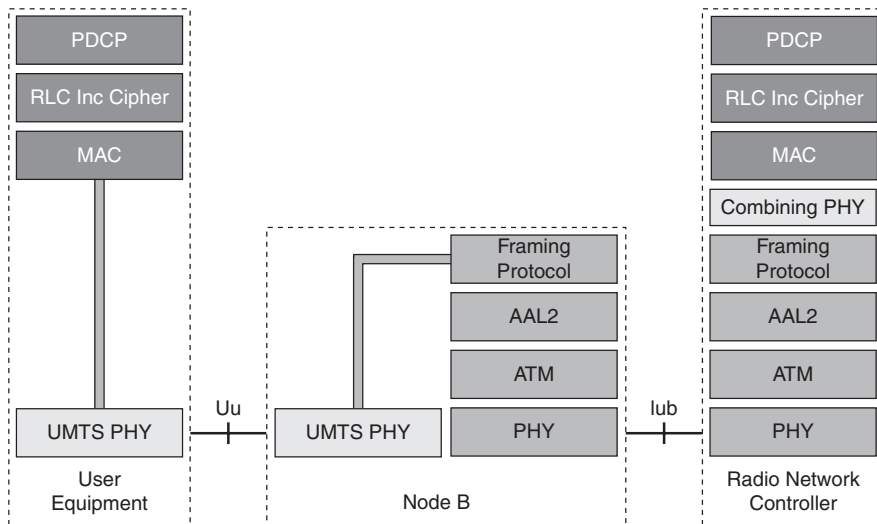 PDCP
RLC Inc Cipher
MAC
UMTS PHY
User
Equipment
Uu
Framing
Protocol
AAL2
ATM
UMTS PHY
PHY
Node B
Iub
PDCP
RLC Inc Cipher
MAC
Combining PHY
Framing
Protocol
AAL2
ATM
PHY
Radio Network
Controller